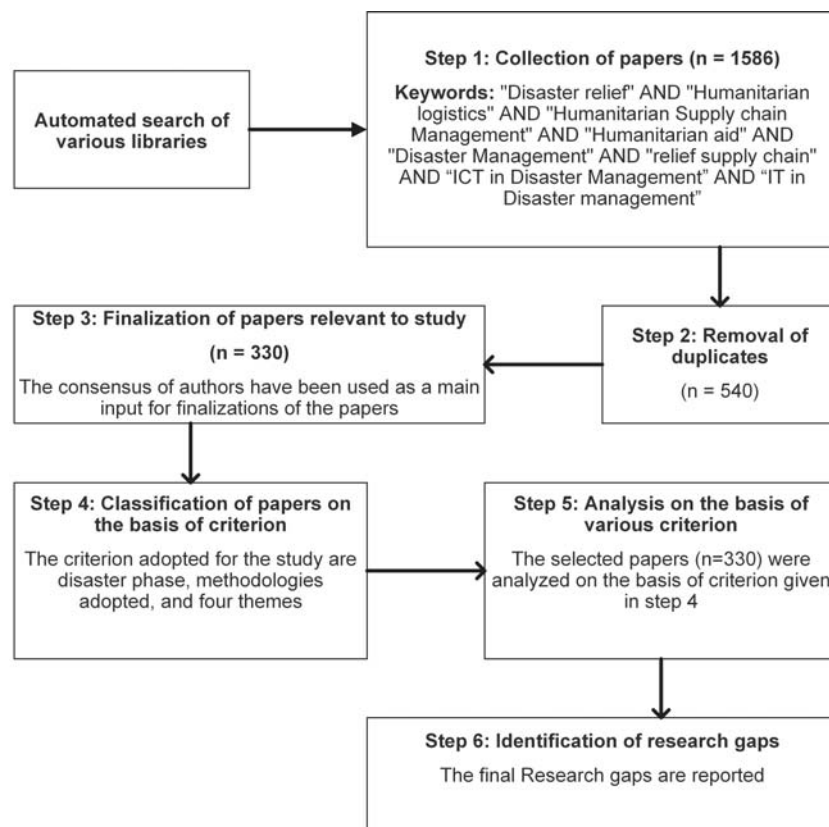 Automated search of
various libraries
Step 1: Collection of papers (n = 1586)
Keywords: "Disaster relief" AND "Humanitarian
logistics" AND "Humanitarian Supply chain
Management" AND "Humanitarian aid" AND
"Disaster Management" AND "relief supply chain"
AND “ICT in Disaster Management” AND “IT in
Disaster management”
Step 2: Removal of
duplicates
(n = 540)
Step 3: Finalization of papers relevant to study
(n = 330)
The consensus of authors have been used as a main
input for finalizations of the papers
Step 4: Classification of papers on
the basis of criterion
The criterion adopted for the study are
disaster phase, methodologies
adopted, and four themes
Step 5: Analysis on the basis of
various criterion
The selected papers (n=330) were
analyzed on the basis of criterion given
in step 4
Step 6: Identification of research gaps
The final Research gaps are reported